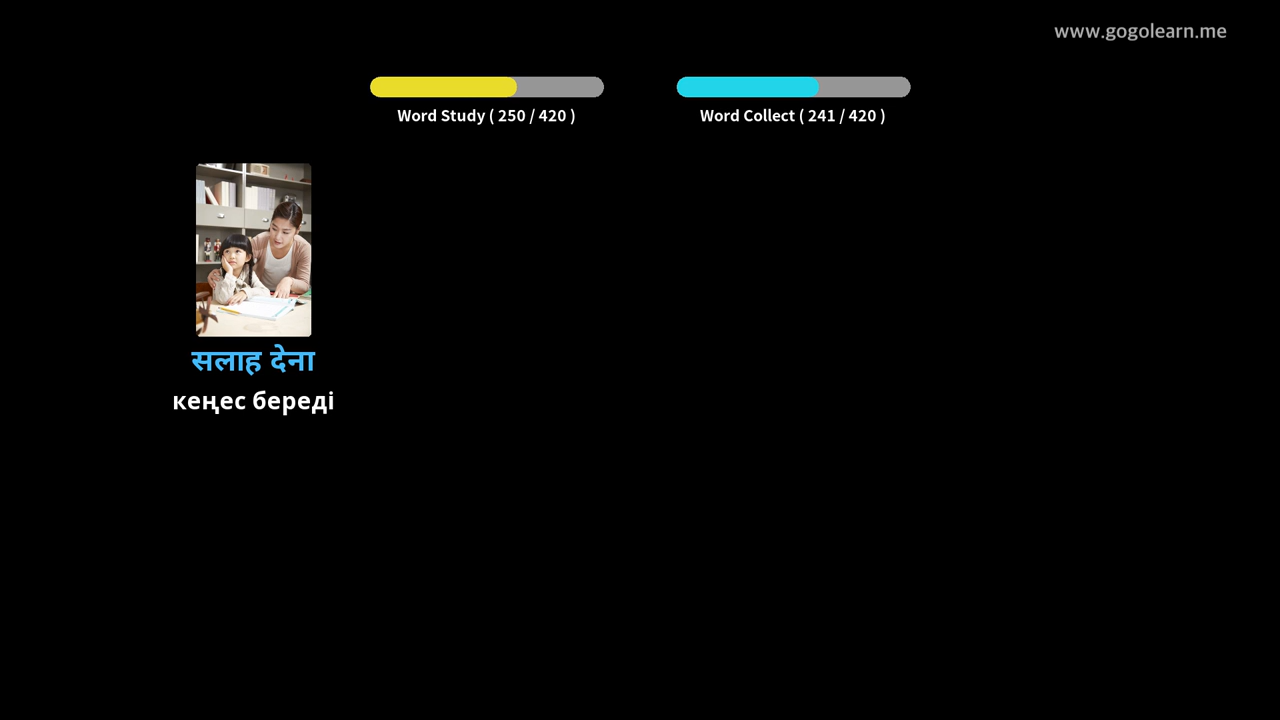 www.gogolearn.me
Word Study ( 250 / 420 )
Word Collect ( 241 / 420 )
सलाह देना
кеңес береді